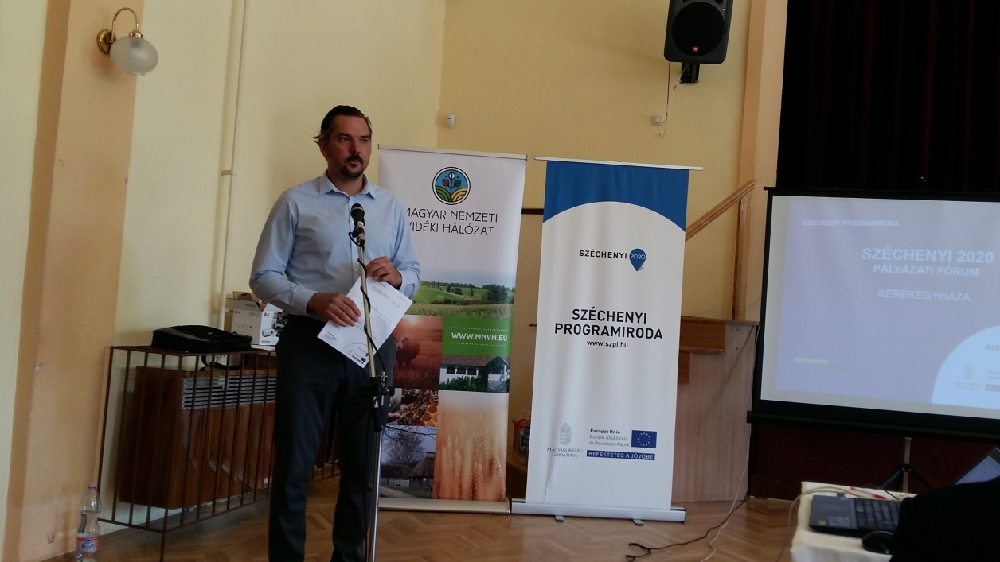 MAGYAR NEMZETI
VIDÉKI HÁLÓZAT
WWW.MNVH.EU
SZÉCHENYI 2020
SZÉCHENYI
PROGRAMIRODA
www.szpi.hu
MAGYARORSZÁG
KORMÁNYA
Európai Unió
Európai Strukturális
és Beruházási Alapok
BEFEKTETÉS A JÖVŐBE
SZÉCHENYI PROGRAMIRODA
SZÉCHENYI 2020
PÁLYÁZATI FÓRUM
KEREKEGYHÁZA
JBL